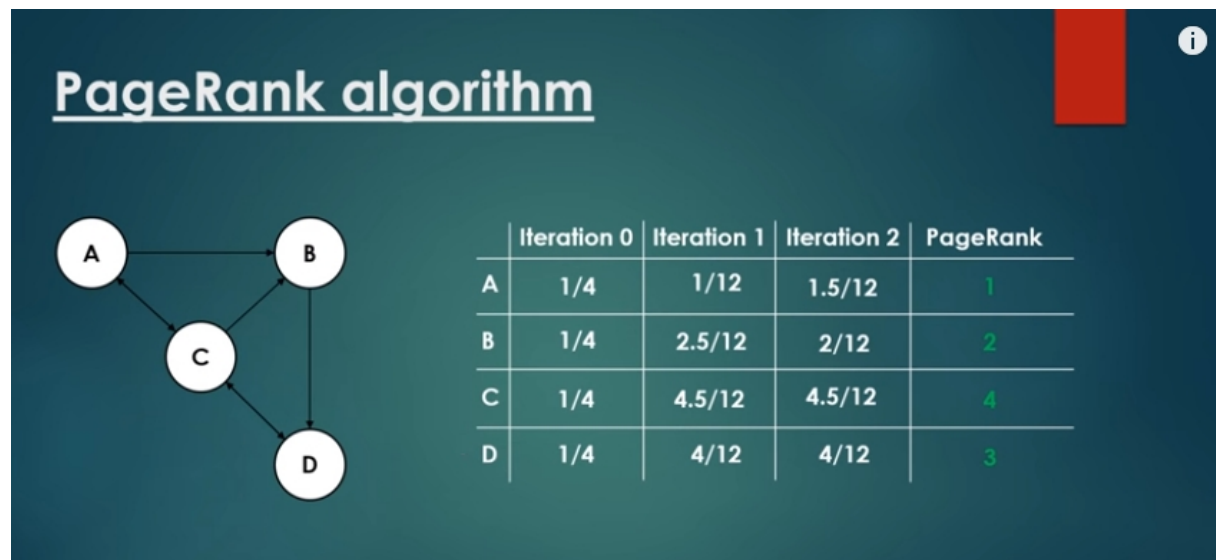 PageRank algorithm
A
B
C
D
Iteration 0 Iteration 1 Iteration 2 PageRank
A 1/4 1/12 1.5/12 1
B 1/4 2.5/12 2/12 2
C 1/4 4.5/12 4.5/12 4
D 1/4 4/12 4/12 3
i